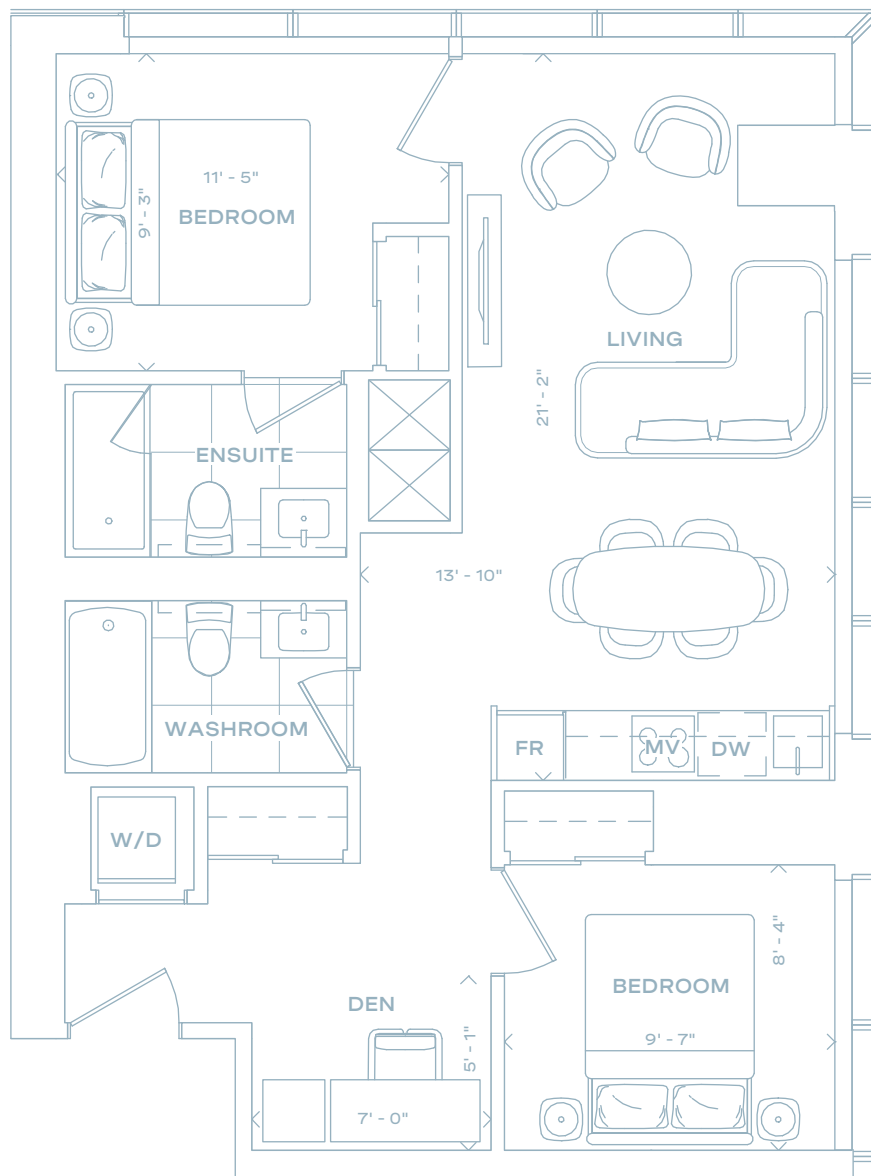 11' - 5"
9' - 3"
BEDROOM
LIVING
21' - 2"
ENSUITE
13' - 10"
WASHROOM
FR
MV
DW
W/D
DEN
5' - 1"
7' - 0"
8' - 4"
BEDROOM
9' - 7"